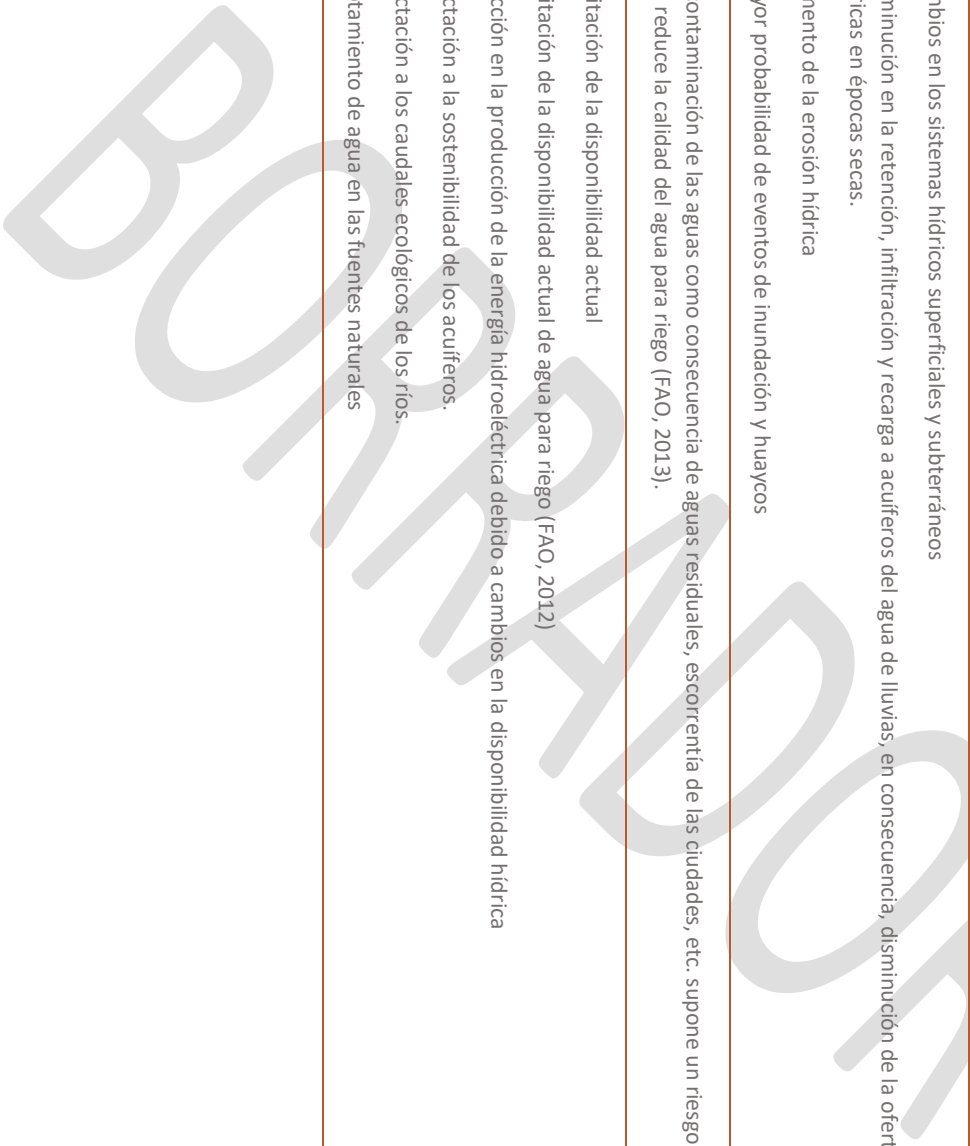 mbios en los sistemas hídricos superficiales y subterráneos
minución en la retención, infiltración y recarga a acuíferos del agua de lluvias, en consecuencia, disminución de la ofert
ricas en épocas secas.
mento de la erosión hídrica
yor probabilidad de eventos de inundación y huaycos
contaminación de las aguas como consecuencia de aguas residuales, escorrentía de las ciudades, etc. supone un riesgo
reduce la calidad del agua para riego (FAO, 2013).
itación de la disponibilidad actual
itación de la disponibilidad actual de agua para riego (FAO, 2012)
cción en la producción de la energía hidroeléctrica debido a cambios en la disponibilidad hídrica
ctación a la sostenibilidad de los acuíferos.
ctación a los caudales ecológicos de los ríos.
otamiento de agua en las fuentes naturales
BORRADOR